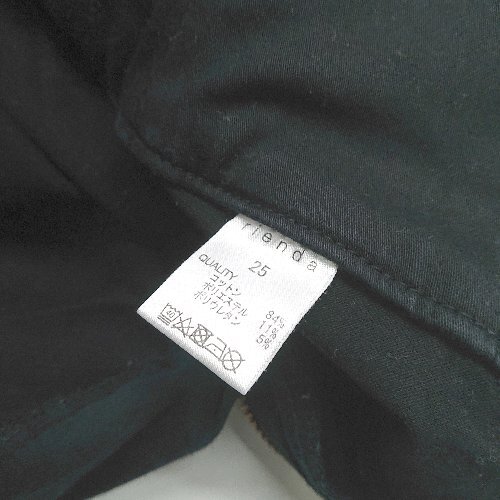 rienda
25
QUALITY
コットン 84%
ポリエステル 11%
ポリウレタン 5%